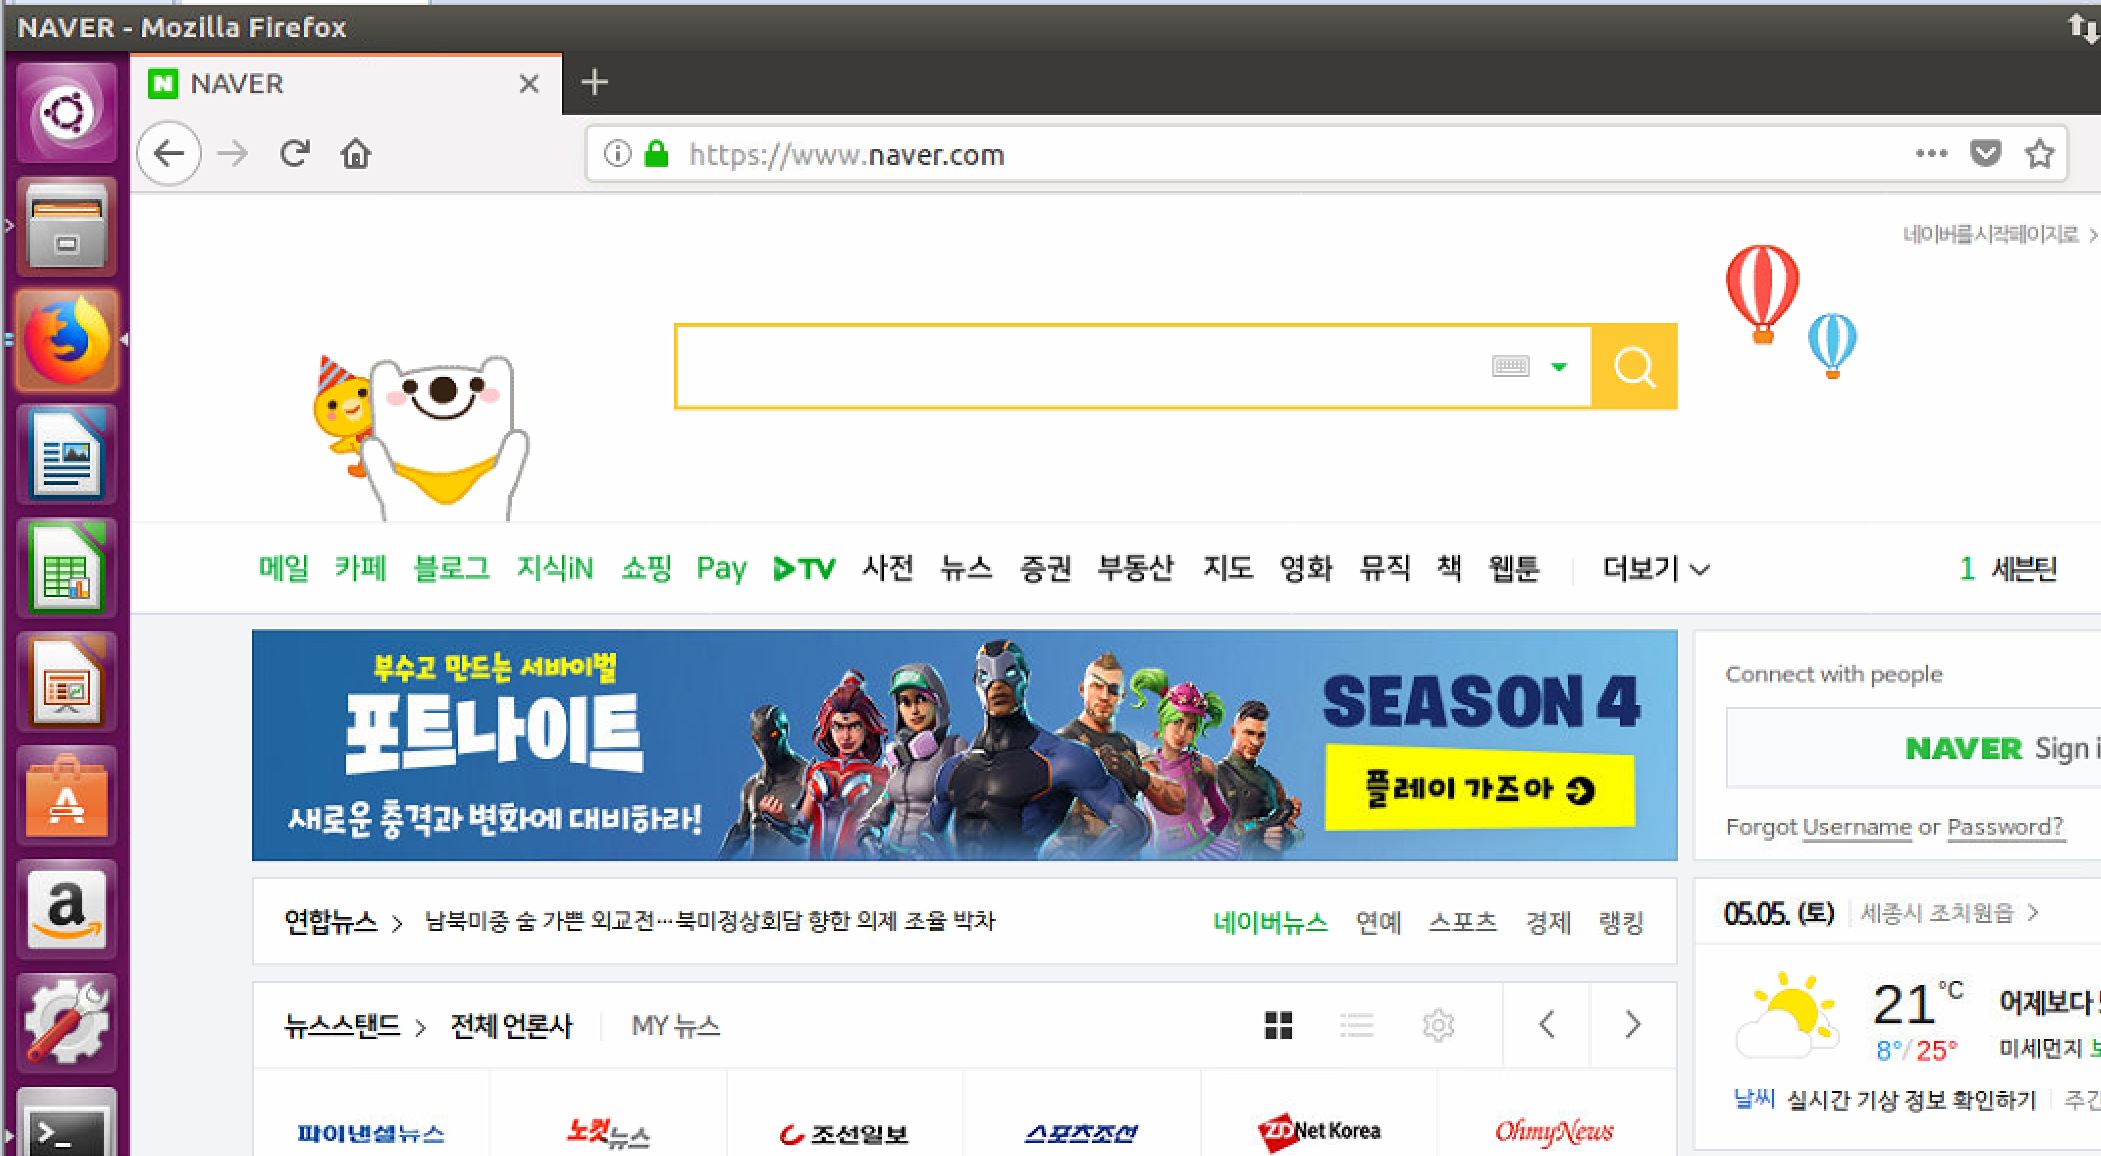 NAVER - Mozilla Firefox
NAVER
https://www.naver.com
네이버를시작페이지로 >
메일 카페 블로그 지식iN 쇼핑 Pay TV 사전 뉴스 증권 부동산 지도 영화 뮤직 책 웹툰 더보기
1 세븐틴
부수고 만드는 서바이벌
포트나이트
새로운 충격과 변화에 대비하라!
SEASON 4
플레이 가즈아
Connect with people
NAVER Sign i
Forgot Username or Password?
연합뉴스 > 남북미중 숨 가쁜 외교전…북미정상회담 향한 의제 조율 박차
네이버뉴스 연예 스포츠 경제 랭킹
05.05. (토) 세종시 조치원읍 >
21°C 어제보다
8°/25° 미세먼지
날씨 실시간 기상 정보 확인하기 주간
뉴스스탠드 > 전체 언론사 MY 뉴스
파이낸셜뉴스 노컷뉴스 조선일보 스포츠조선 ZDNet Korea OhmyNews